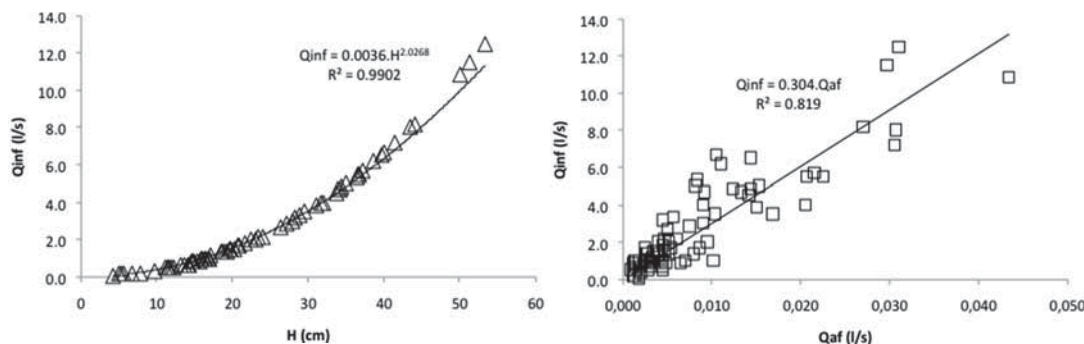 14.0
12.0
10.0
8.0
6.0
4.0
2.0
0.0
Qinf (l/s)
Qinf = 0.0036.H^2.0268
R² = 0.9902
0 10 20 30 40 50 60
H (cm)
14.0
12.0
10.0
8.0
6.0
4.0
2.0
0.0
Qinf (l/s)
Qinf = 0.304.Qaf
R² = 0.819
0,000 0,010 0,020 0,030 0,040 0,050
Qaf (l/s)